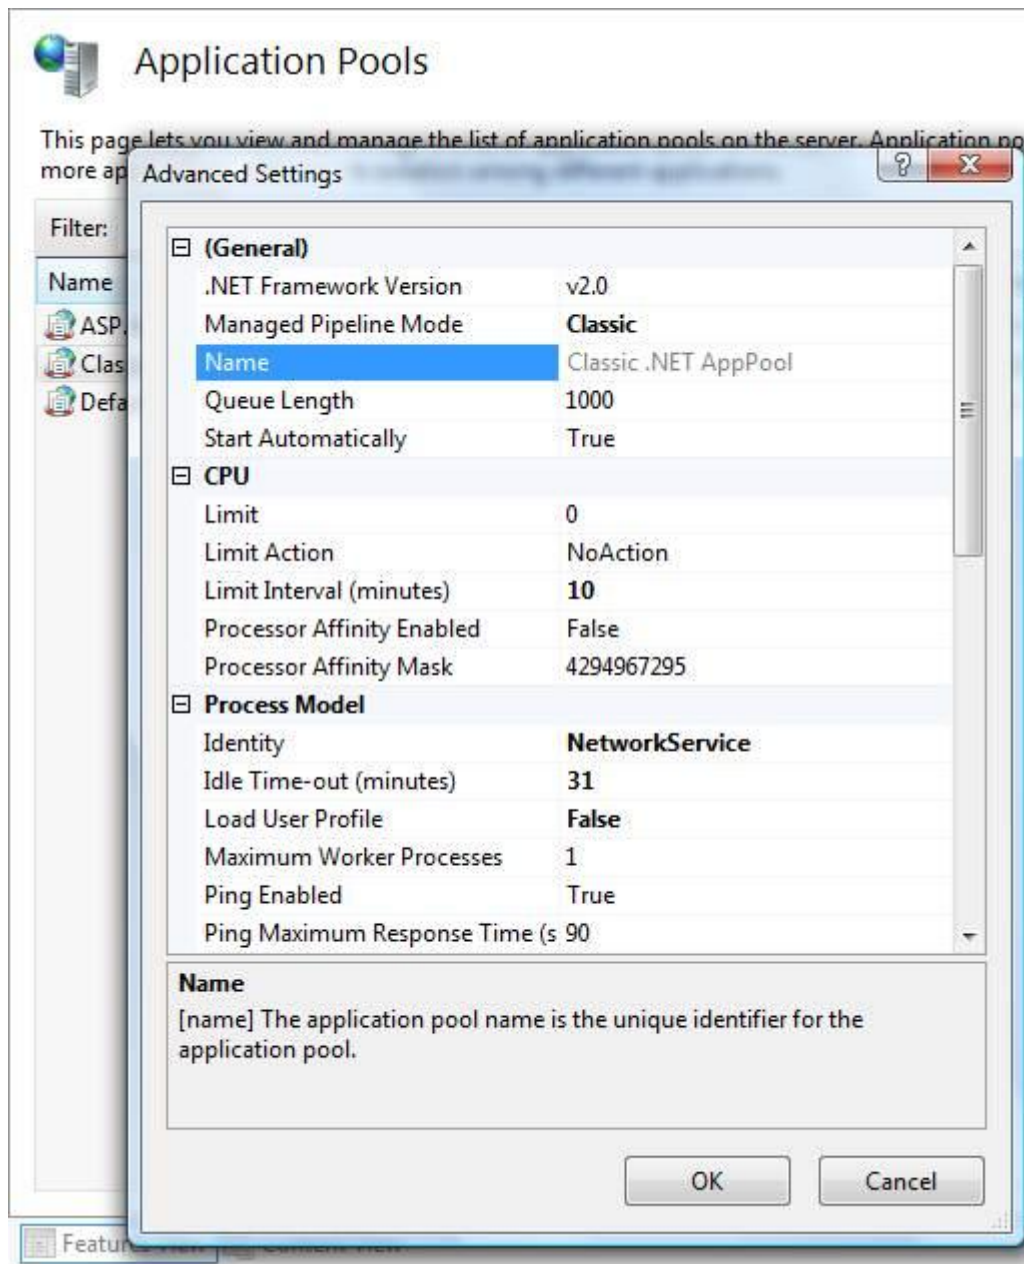 Application Pools
This page lets you view and manage the list of application pools on the server. Application po
more ap
Advanced Settings
Filter:
Name
ASP.
Clas
Defa
(General)
.NET Framework Version v2.0
Managed Pipeline Mode Classic
Name Classic .NET AppPool
Queue Length 1000
Start Automatically True
CPU
Limit 0
Limit Action NoAction
Limit Interval (minutes) 10
Processor Affinity Enabled False
Processor Affinity Mask 4294967295
Process Model
Identity NetworkService
Idle Time-out (minutes) 31
Load User Profile False
Maximum Worker Processes 1
Ping Enabled True
Ping Maximum Response Time (s 90
Name
[name] The application pool name is the unique identifier for the
application pool.
OK Cancel
Features View